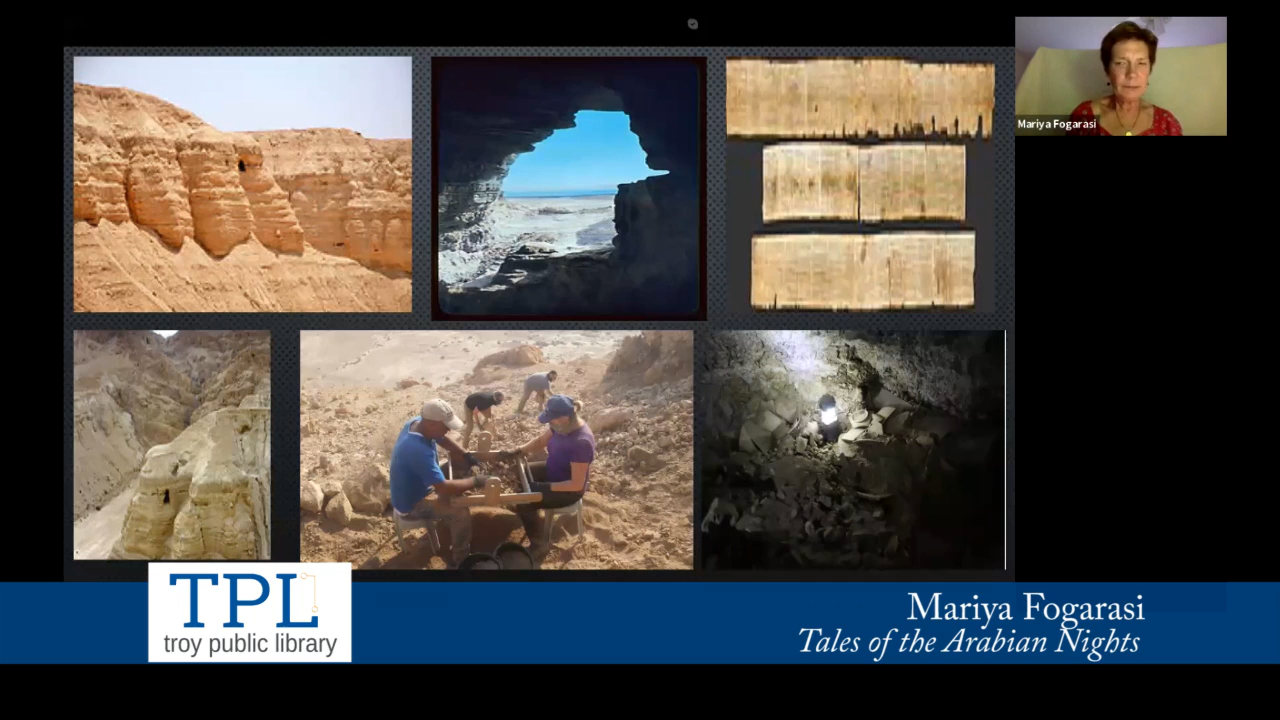 Mariya Fogarasi
TPL
troy public library
Mariya Fogarasi
Tales of the Arabian Nights